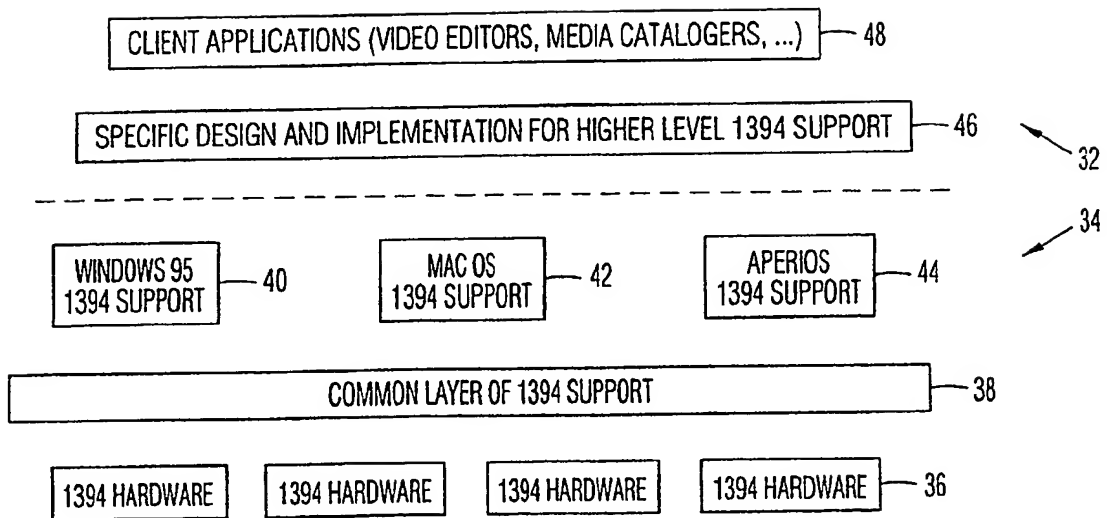 CLIENT APPLICATIONS (VIDEO EDITORS, MEDIA CATALOGERS, ...) 48
SPECIFIC DESIGN AND IMPLEMENTATION FOR HIGHER LEVEL 1394 SUPPORT 46
32
34
WINDOWS 95
1394 SUPPORT
40
MAC OS
1394 SUPPORT
42
APERIOS
1394 SUPPORT
44
COMMON LAYER OF 1394 SUPPORT 38
1394 HARDWARE 1394 HARDWARE 1394 HARDWARE 1394 HARDWARE 36